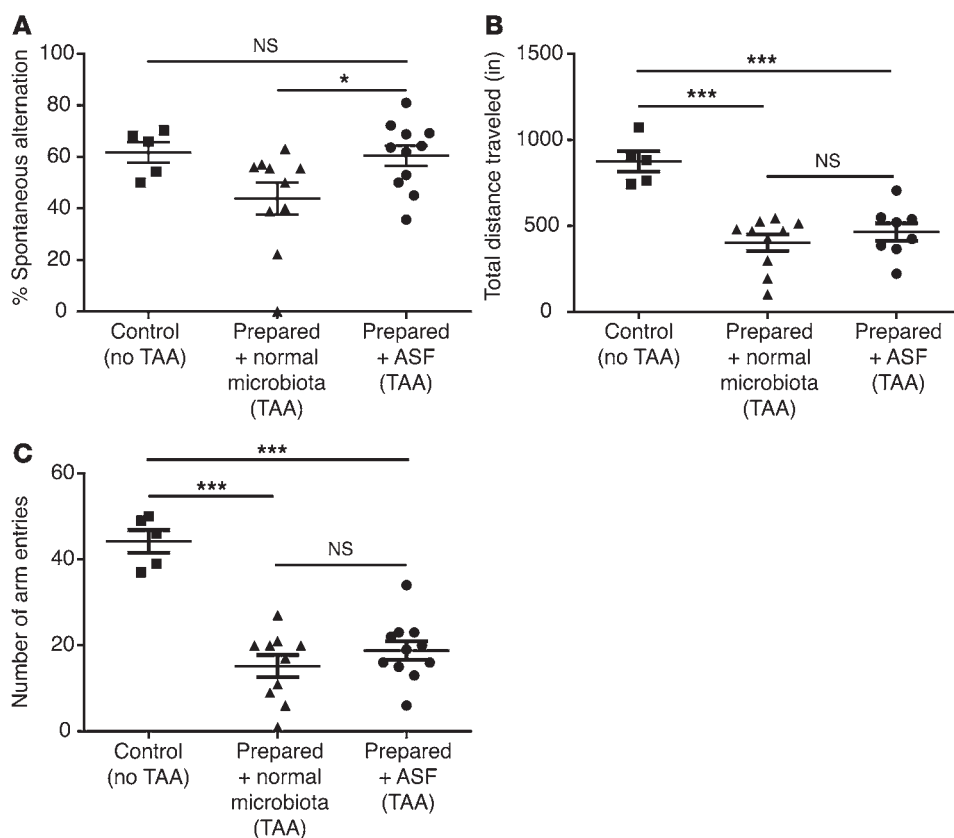 A
NS
*
100
80
60
40
20
0
% Spontaneous alternation
Control
(no TAA)
Prepared
+ normal
microbiota
(TAA)
Prepared
+ ASF
(TAA)
B
***
***
NS
1500
1000
500
0
Total distance traveled (in)
Control
(no TAA)
Prepared
+ normal
microbiota
(TAA)
Prepared
+ ASF
(TAA)
C
***
***
NS
60
40
20
0
Number of arm entries
Control
(no TAA)
Prepared
+ normal
microbiota
(TAA)
Prepared
+ ASF
(TAA)